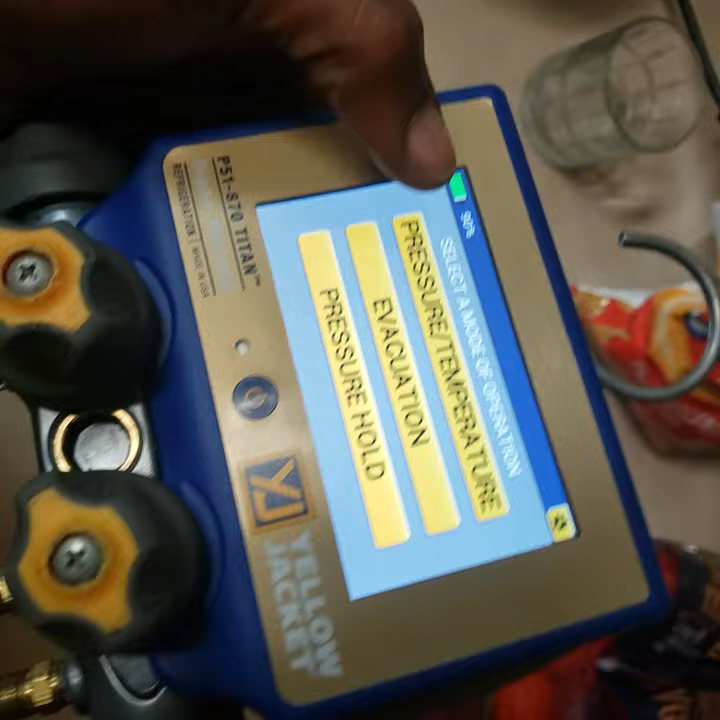 90%
SELECT A MODE OF OPERATION
PRESSURE/TEMPERATURE
EVACUATION
PRESSURE HOLD
P51-870 TITAN™
REFRIGERATION | MADE IN USA
YJ
YELLOW
JACKET